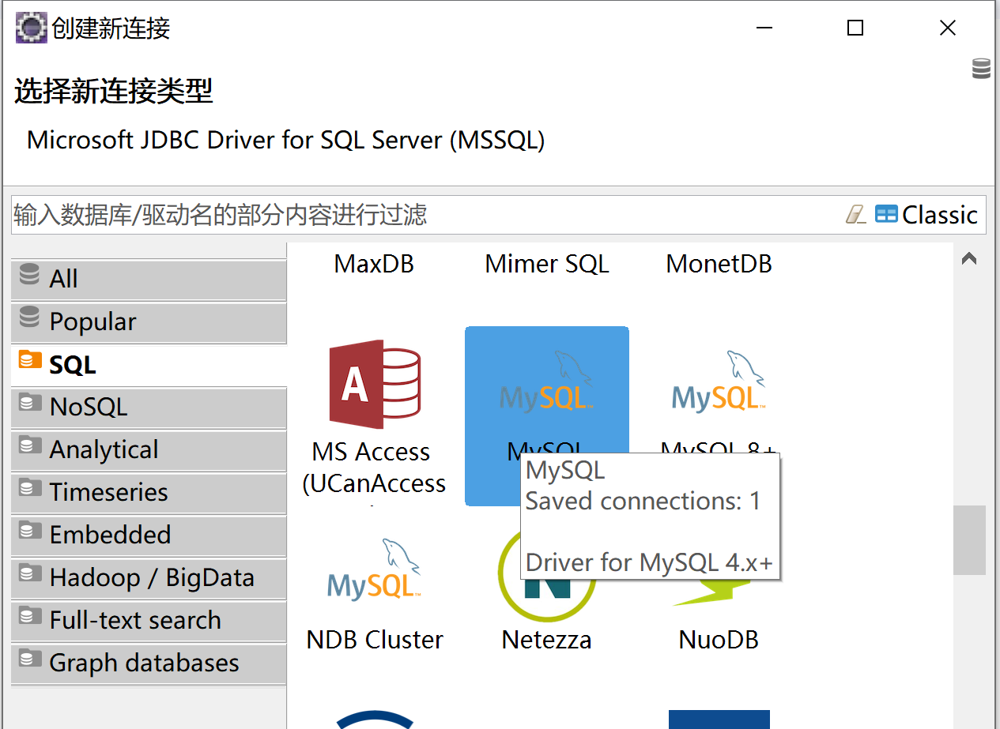 创建新连接
选择新连接类型
Microsoft JDBC Driver for SQL Server (MSSQL)
输入数据库/驱动名的部分内容进行过滤
Classic
All
Popular
SQL
NoSQL
Analytical
Timeseries
Embedded
Hadoop / BigData
Full-text search
Graph databases
MaxDB
Mimer SQL
MonetDB
A
MySQL
MySQL
MS Access
(UCanAccess
MySQL
MySQL 8+
MySQL
Saved connections: 1
Driver for MySQL 4.x+
MySQL
NDB Cluster
Netezza
NuoDB